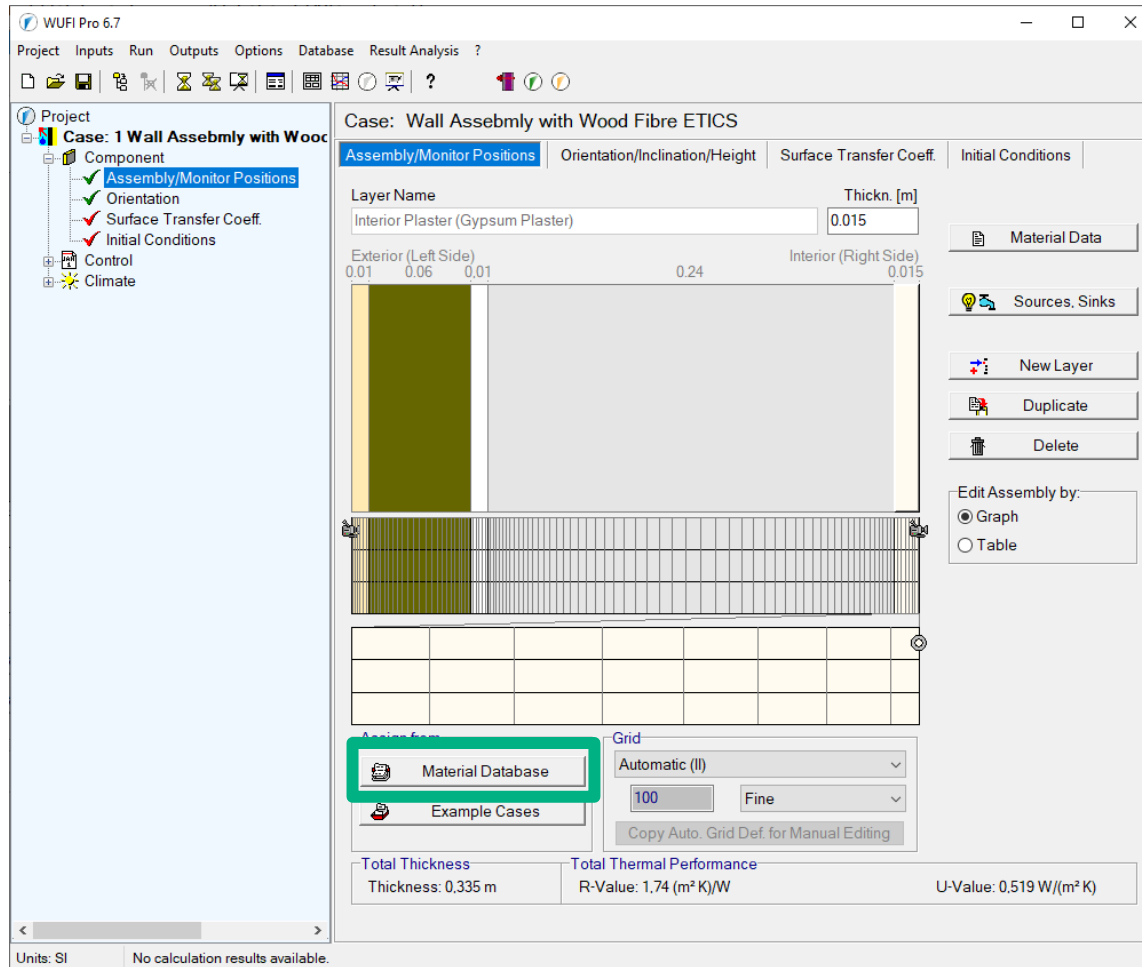 WUFI Pro 6.7
Project Inputs Run Outputs Options Database Result Analysis ?
?
Project
Case: 1 Wall Assebmly with Wood
Component
Assembly/Monitor Positions
Orientation
Surface Transfer Coeff.
Initial Conditions
Control
Climate
Case: Wall Assebmly with Wood Fibre ETICS
Assembly/Monitor Positions Orientation/Inclination/Height Surface Transfer Coeff. Initial Conditions
Layer Name Thickn. [m]
Interior Plaster (Gypsum Plaster) 0.015
Exterior (Left Side) Interior (Right Side)
0.01 0.06 0.01 0.24 0.015
Material Data
Sources, Sinks
New Layer
Duplicate
Delete
Edit Assembly by:
Graph
Table
Assign from
Material Database
Example Cases
Grid
Automatic (II)
100 Fine
Copy Auto. Grid Def. for Manual Editing
Total Thickness
Thickness: 0,335 m
Total Thermal Performance
R-Value: 1,74 (m² K)/W U-Value: 0,519 W/(m² K)
Units: SI No calculation results available.